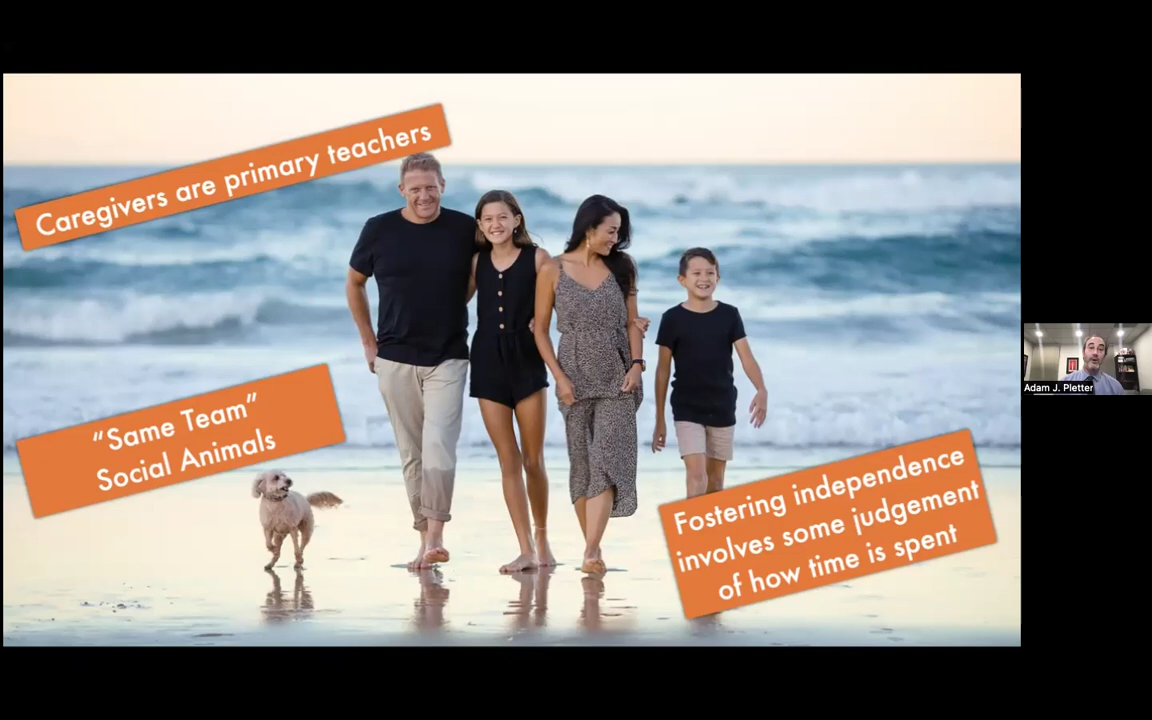 Caregivers are primary teachers
“Same Team”
Social Animals
Fostering independence
involves some judgement
of how time is spent
Adam J. Pletter